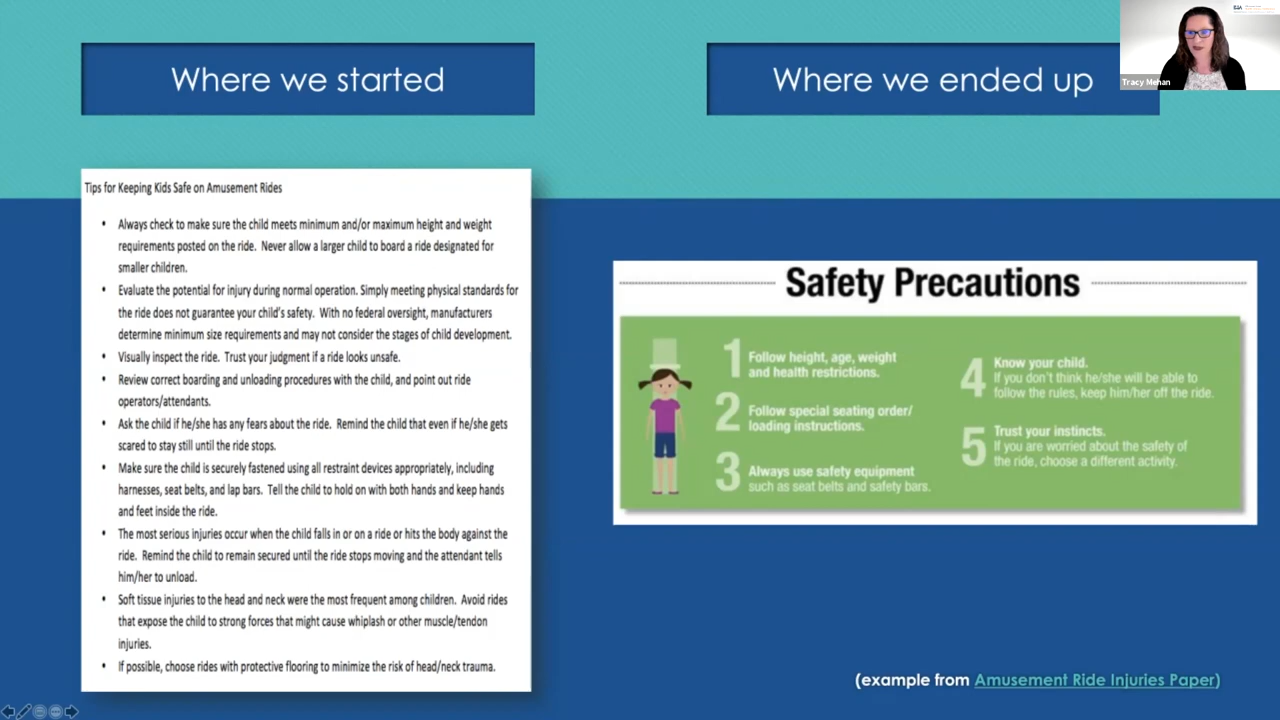 Where we started
Where we ended up
Tracy Mehan
Tips for Keeping Kids Safe on Amusement Rides
• Always check to make sure the child meets minimum and/or maximum height and weight
requirements posted on the ride. Never allow a larger child to board a ride designated for
smaller children.
• Evaluate the potential for injury during normal operation. Simply meeting physical standards for
the ride does not guarantee your child's safety. With no federal oversight, manufacturers
determine minimum size requirements and may not consider the stages of child development.
• Visually inspect the ride. Trust your judgment if a ride looks unsafe.
• Review correct boarding and unloading procedures with the child, and point out ride
operators/attendants.
• Ask the child if he/she has any fears about the ride. Remind the child that even if he/she gets
scared to stay still until the ride stops.
• Make sure the child is securely fastened using all restraint devices appropriately, including
harnesses, seat belts, and lap bars. Tell the child to hold on with both hands and keep hands
and feet inside the ride.
• The most serious injuries occur when the child falls in or on a ride or hits the body against the
ride. Remind the child to remain secured until the ride stops moving and the attendant tells
him/her to unload.
• Soft tissue injuries to the head and neck were the most frequent among children. Avoid rides
that expose the child to strong forces that might cause whiplash or other muscle/tendon
injuries.
• If possible, choose rides with protective flooring to minimize the risk of head/neck trauma.
Safety Precautions
1 Follow height, age, weight
and health restrictions.
2 Follow special seating order/
loading instructions.
3 Always use safety equipment
such as seat belts and safety bars.
4 Know your child.
If you don't think he/she will be able to
follow the rules, keep him/her off the ride.
5 Trust your instincts.
If you are worried about the safety of
the ride, choose a different activity.
(example from Amusement Ride Injuries Paper)